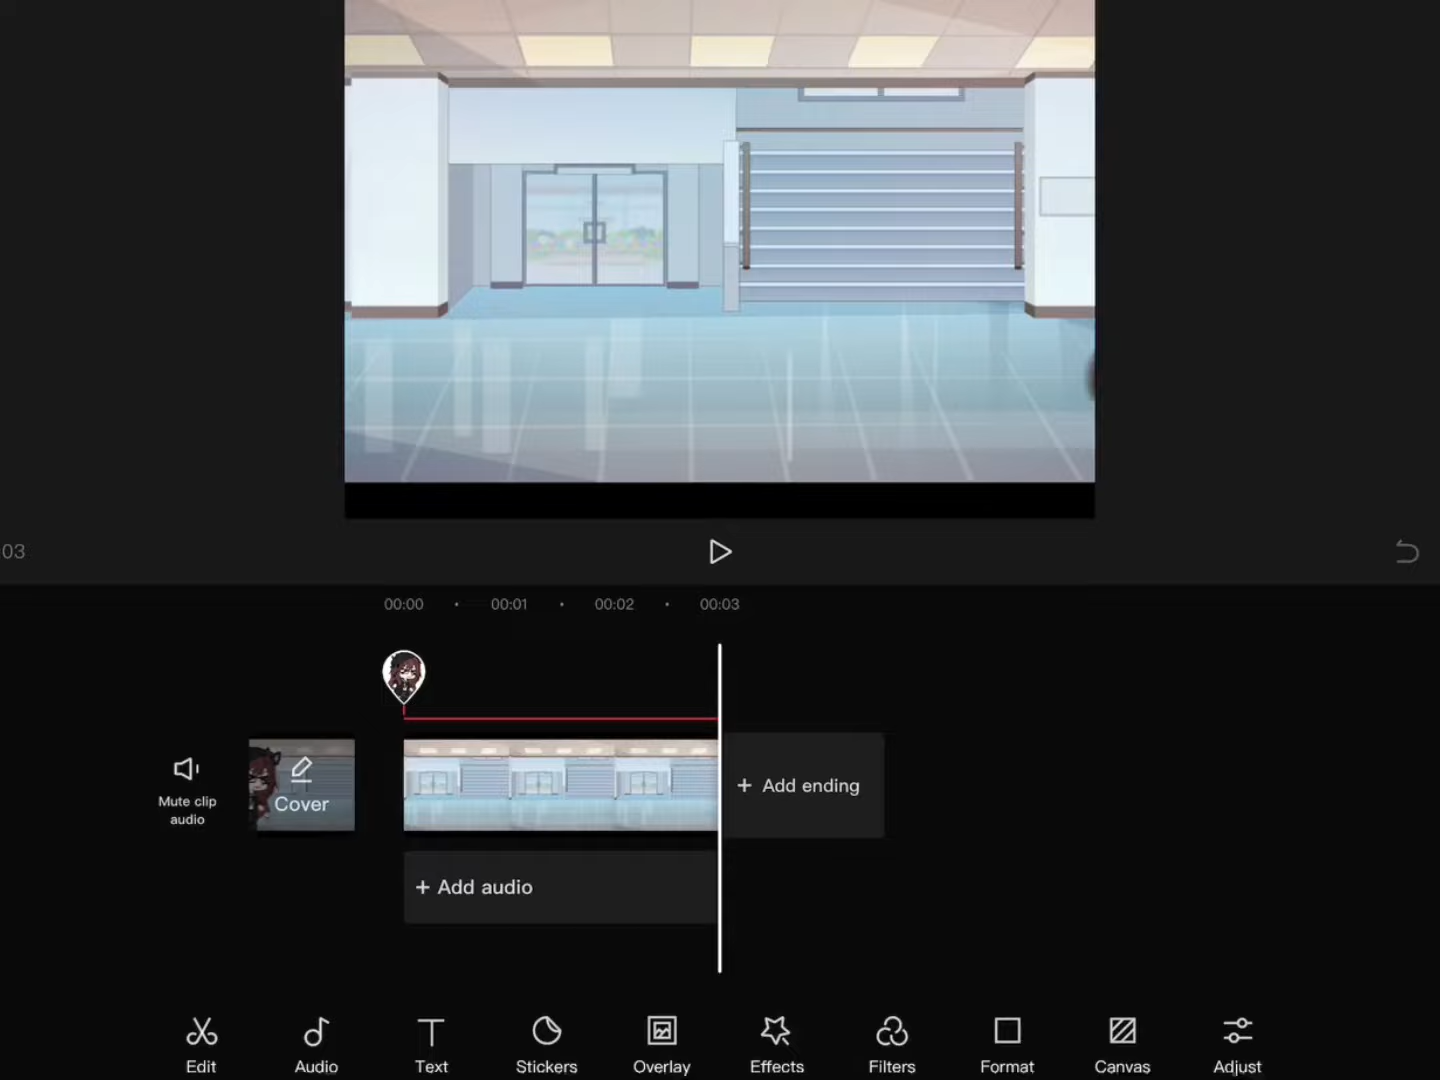 03
00:00 00:01 00:02 00:03
Mute clip
audio
Cover
+ Add ending
+ Add audio
Edit Audio Text Stickers Overlay Effects Filters Format Canvas Adjust